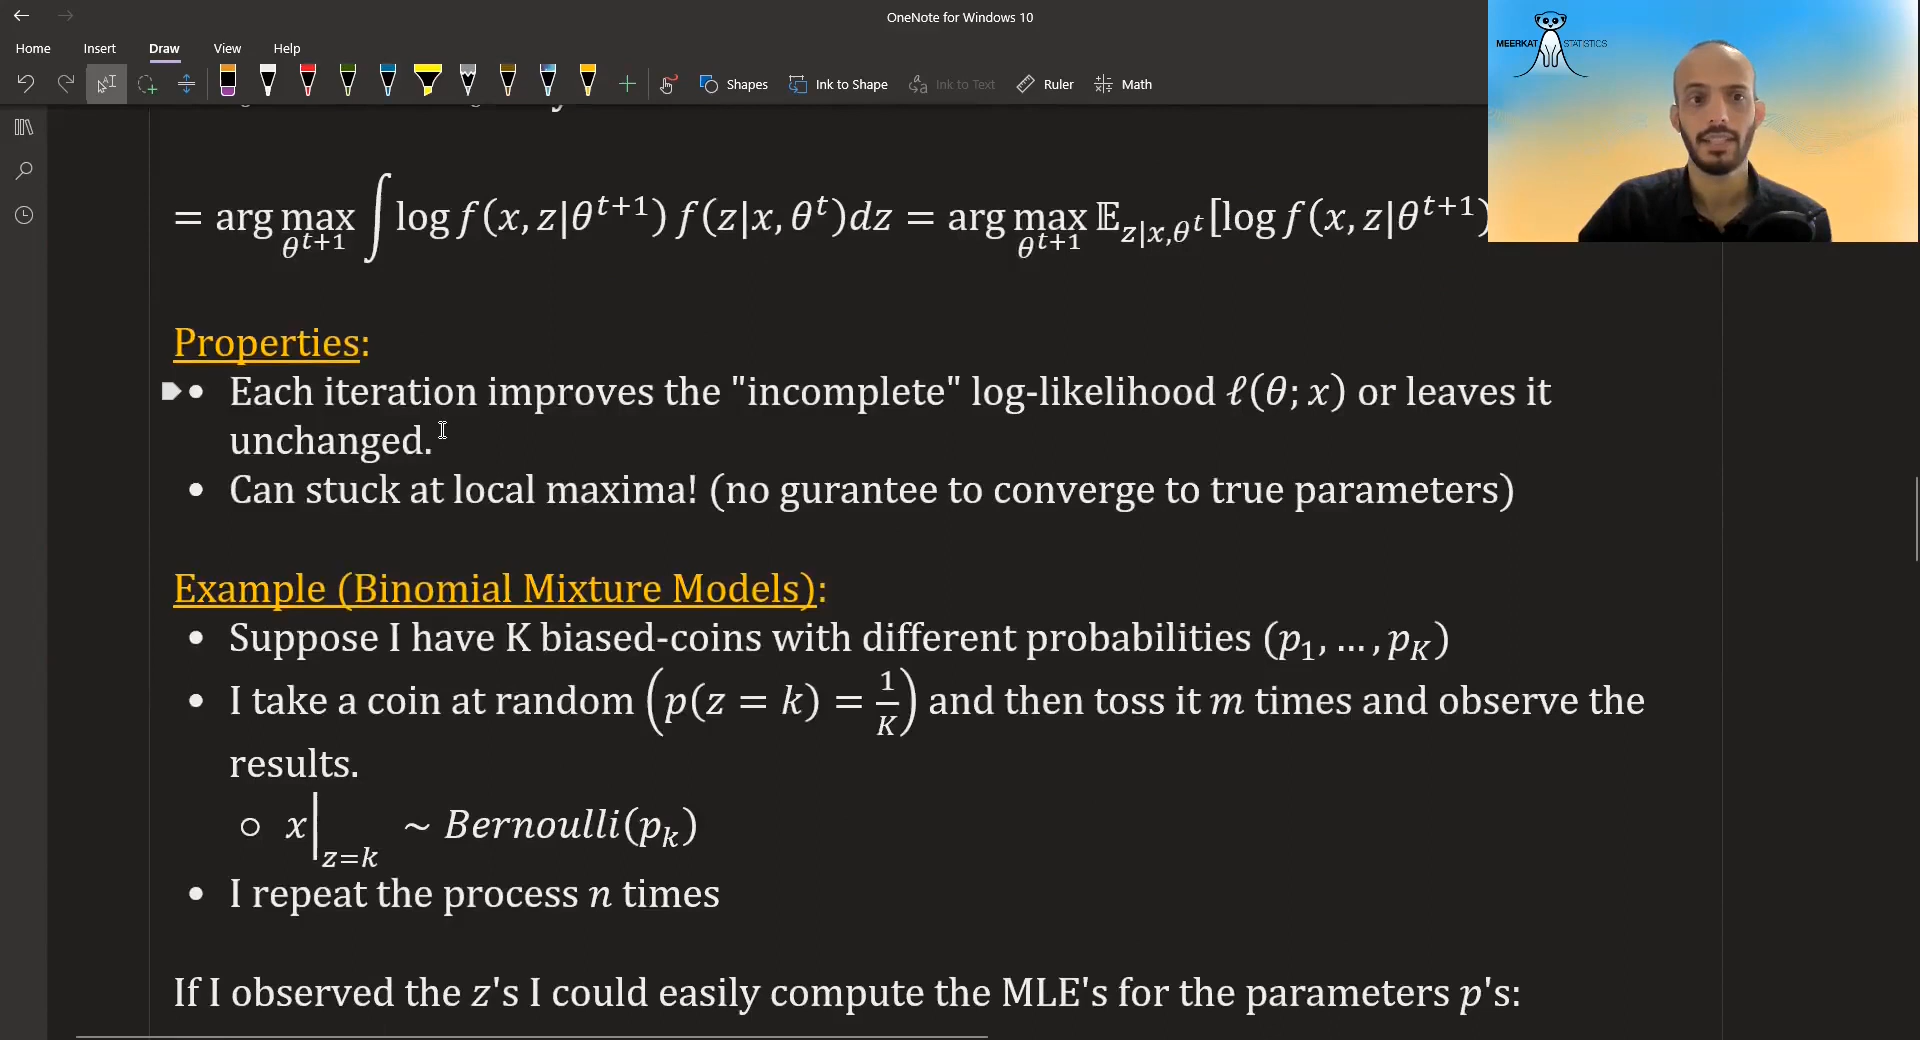 OneNote for Windows 10
Home Insert Draw View Help
Shapes Ink to Shape Ink to Text Ruler Math
MEERKAT STATISTICS
= arg max_{θ^{t+1}} ∫ log f(x, z|θ^{t+1}) f(z|x, θ^t)dz = arg max_{θ^{t+1}} 𝔼_{z|x,θ^t}[log f(x, z|θ^{t+1})
Properties:
• Each iteration improves the "incomplete" log-likelihood ℓ(θ; x) or leaves it
unchanged.
• Can stuck at local maxima! (no gurantee to converge to true parameters)
Example (Binomial Mixture Models):
• Suppose I have K biased-coins with different probabilities (p₁, … , p_K)
• I take a coin at random (p(z = k) = 1/K) and then toss it m times and observe the
results.
○ x|_{z=k} ~ Bernoulli(p_k)
• I repeat the process n times
If I observed the z's I could easily compute the MLE's for the parameters p's: